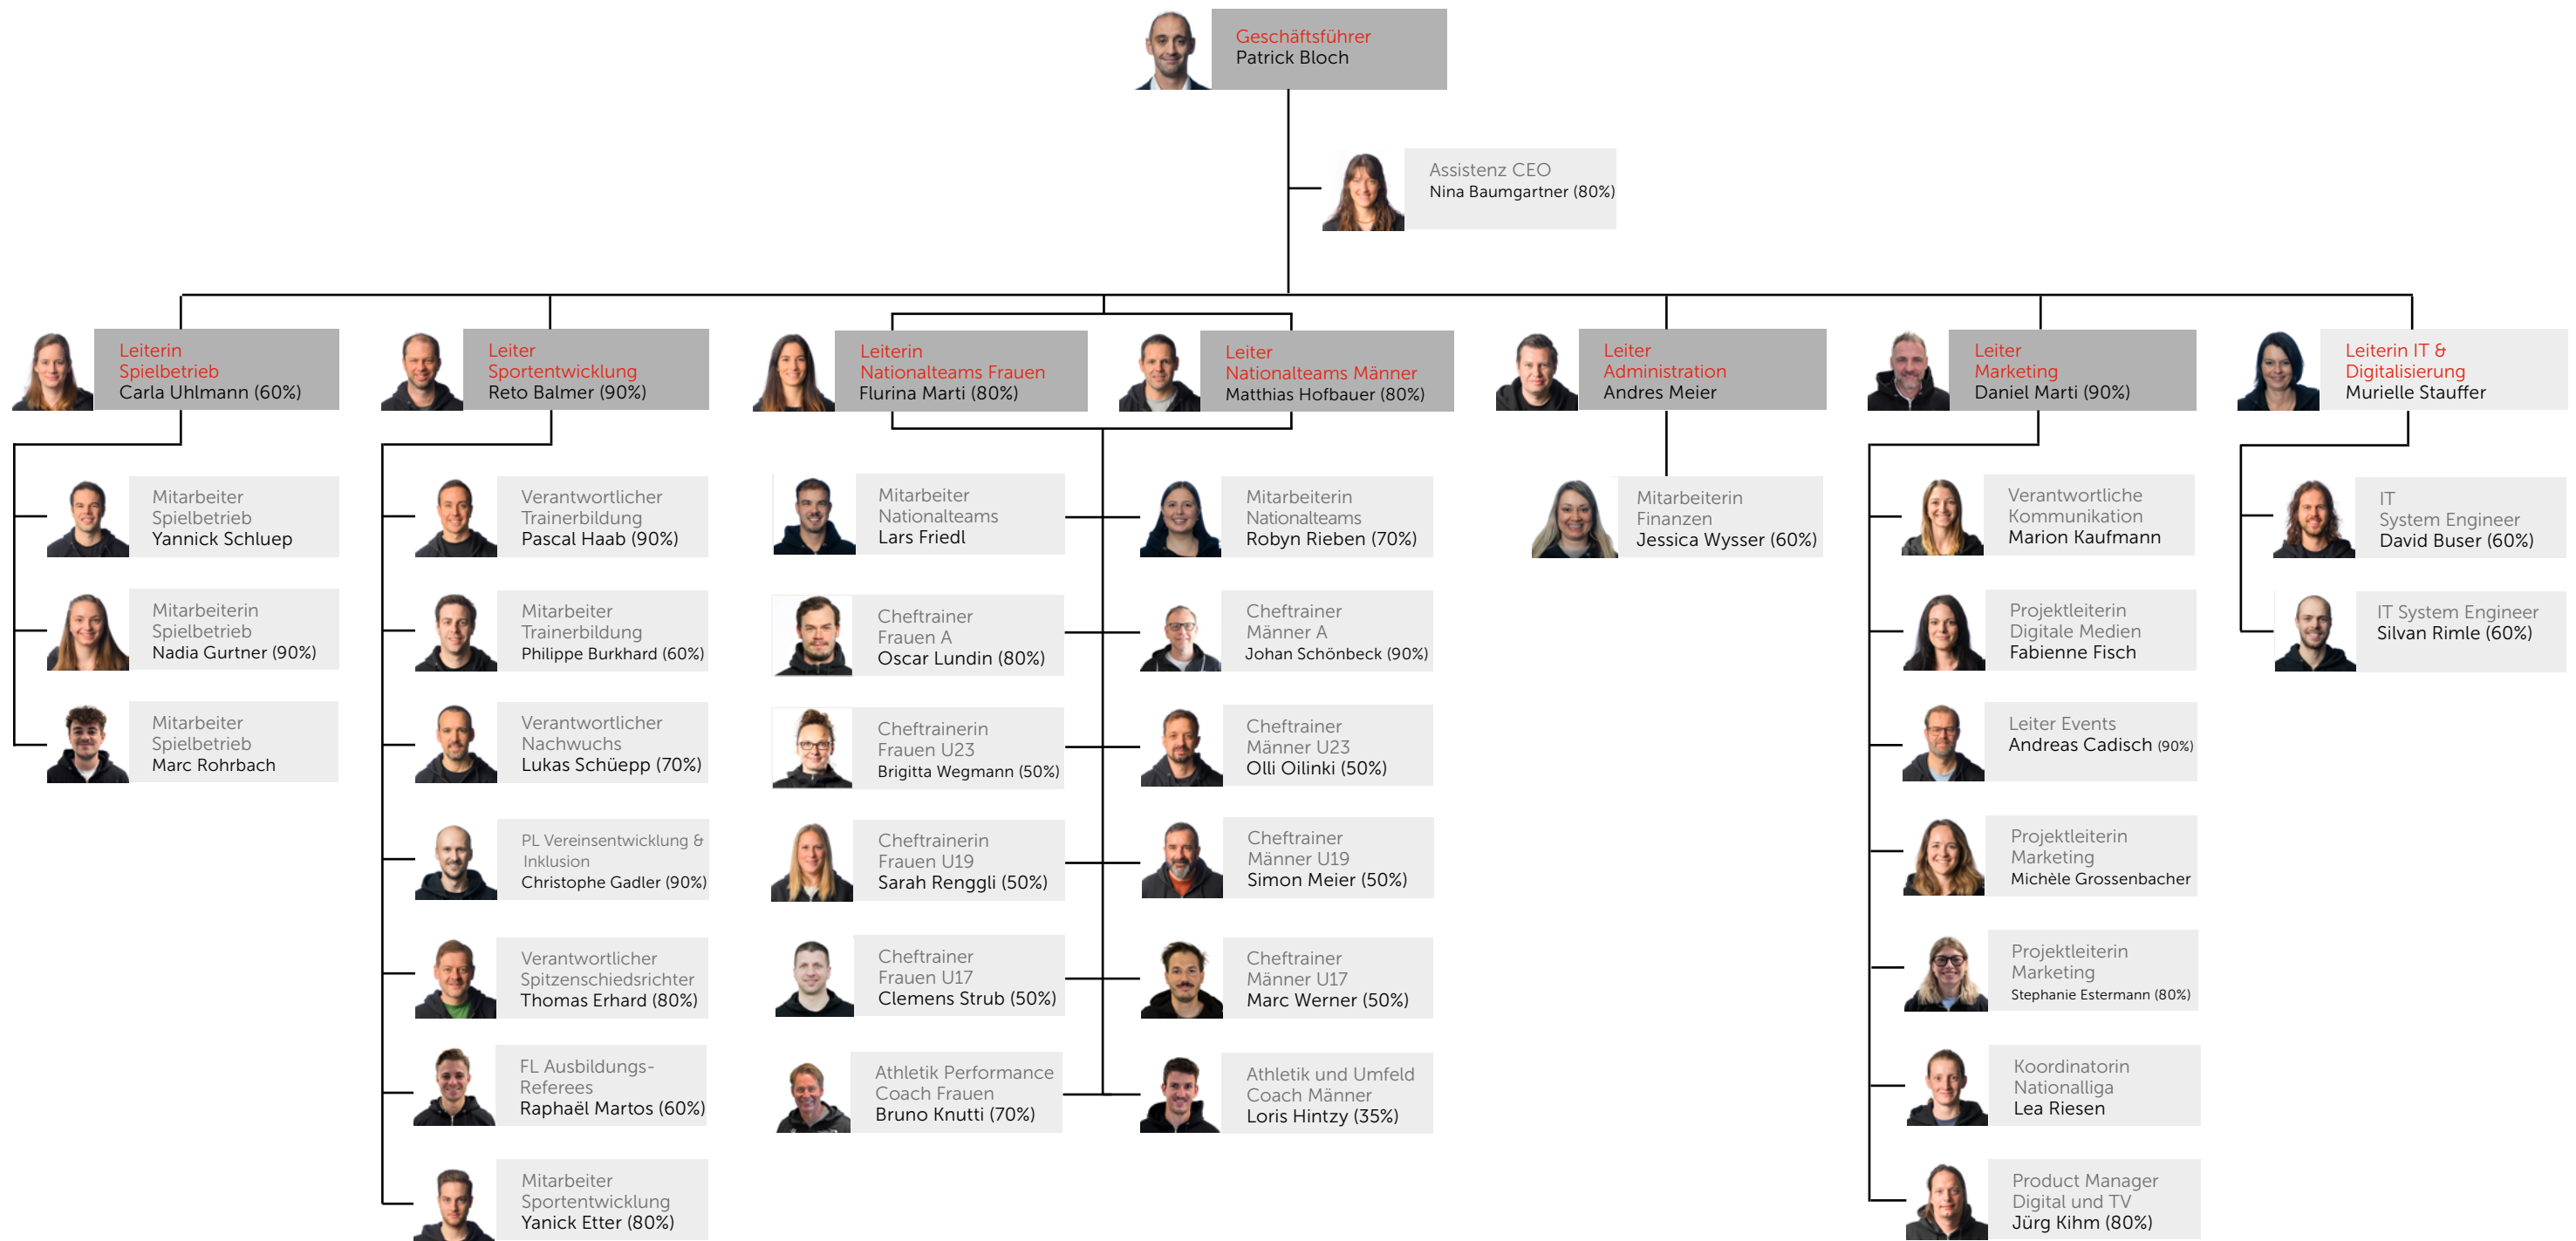 Geschäftsführer
Patrick Bloch
Assistenz CEO
Nina Baumgartner (80%)
Leiterin
Spielbetrieb
Carla Uhlmann (60%)
Leiter
Sportentwicklung
Reto Balmer (90%)
Leiterin
Nationalteams Frauen
Flurina Marti (80%)
Leiter
Nationalteams Männer
Matthias Hofbauer (80%)
Leiter
Administration
Andres Meier
Leiter
Marketing
Daniel Marti (90%)
Leiterin IT &
Digitalisierung
Murielle Stauffer
Mitarbeiter
Spielbetrieb
Yannick Schluep
Mitarbeiterin
Spielbetrieb
Nadia Gurtner (90%)
Mitarbeiter
Spielbetrieb
Marc Rohrbach
Verantwortlicher
Trainerbildung
Pascal Haab (90%)
Mitarbeiter
Trainerbildung
Philippe Burkhard (60%)
Verantwortlicher
Nachwuchs
Lukas Schüepp (70%)
PL Vereinsentwicklung &
Inklusion
Christophe Gadler (90%)
Verantwortlicher
Spitzenschiedsrichter
Thomas Erhard (80%)
FL Ausbildungs-
Referees
Raphaël Martos (60%)
Mitarbeiter
Sportentwicklung
Yanick Etter (80%)
Mitarbeiter
Nationalteams
Lars Friedl
Cheftrainer
Frauen A
Oscar Lundin (80%)
Cheftrainerin
Frauen U23
Brigitta Wegmann (50%)
Cheftrainerin
Frauen U19
Sarah Renggli (50%)
Cheftrainer
Frauen U17
Clemens Strub (50%)
Athletik Performance
Coach Frauen
Bruno Knutti (70%)
Mitarbeiterin
Nationalteams
Robyn Rieben (70%)
Cheftrainer
Männer A
Johan Schönbeck (90%)
Cheftrainer
Männer U23
Olli Oilinki (50%)
Cheftrainer
Männer U19
Simon Meier (50%)
Cheftrainer
Männer U17
Marc Werner (50%)
Athletik und Umfeld
Coach Männer
Loris Hintzy (35%)
Mitarbeiterin
Finanzen
Jessica Wysser (60%)
Verantwortliche
Kommunikation
Marion Kaufmann
Projektleiterin
Digitale Medien
Fabienne Fisch
Leiter Events
Andreas Cadisch (90%)
Projektleiterin
Marketing
Michèle Grossenbacher
Projektleiterin
Marketing
Stephanie Estermann (80%)
Koordinatorin
Nationalliga
Lea Riesen
Product Manager
Digital und TV
Jürg Kihm (80%)
IT
System Engineer
David Buser (60%)
IT System Engineer
Silvan Rimle (60%)